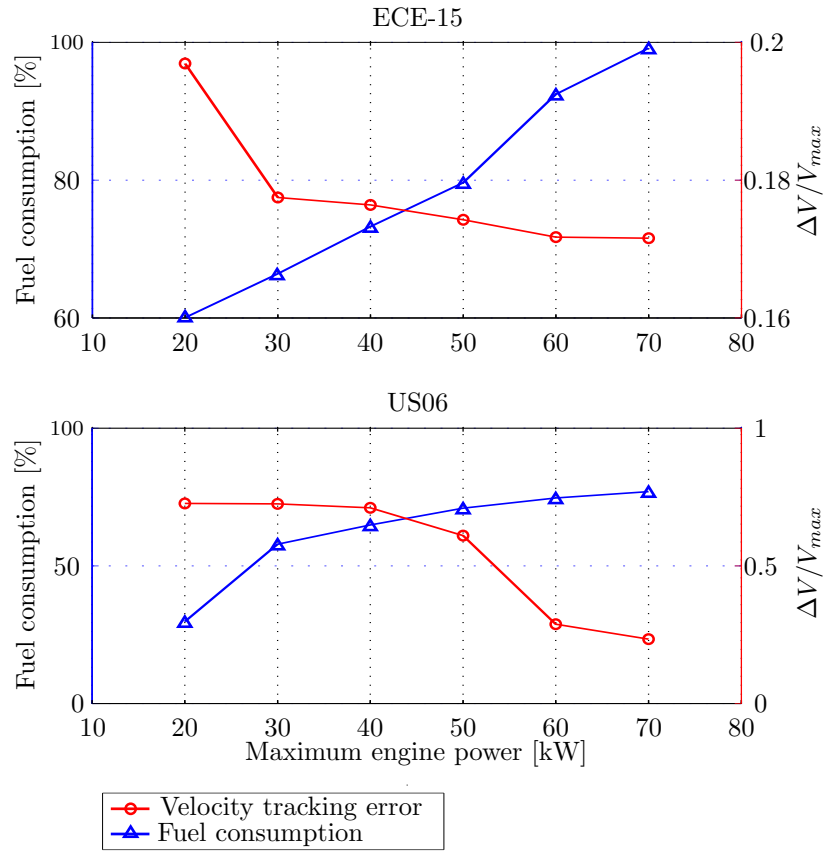 ECE-15
Fuel consumption [%]
100
80
60
0.2
0.18
0.16
ΔV/V_max
10 20 30 40 50 60 70 80
US06
Fuel consumption [%]
100
50
0
1
0.5
0
ΔV/V_max
10 20 30 40 50 60 70 80
Maximum engine power [kW]
Velocity tracking error
Fuel consumption